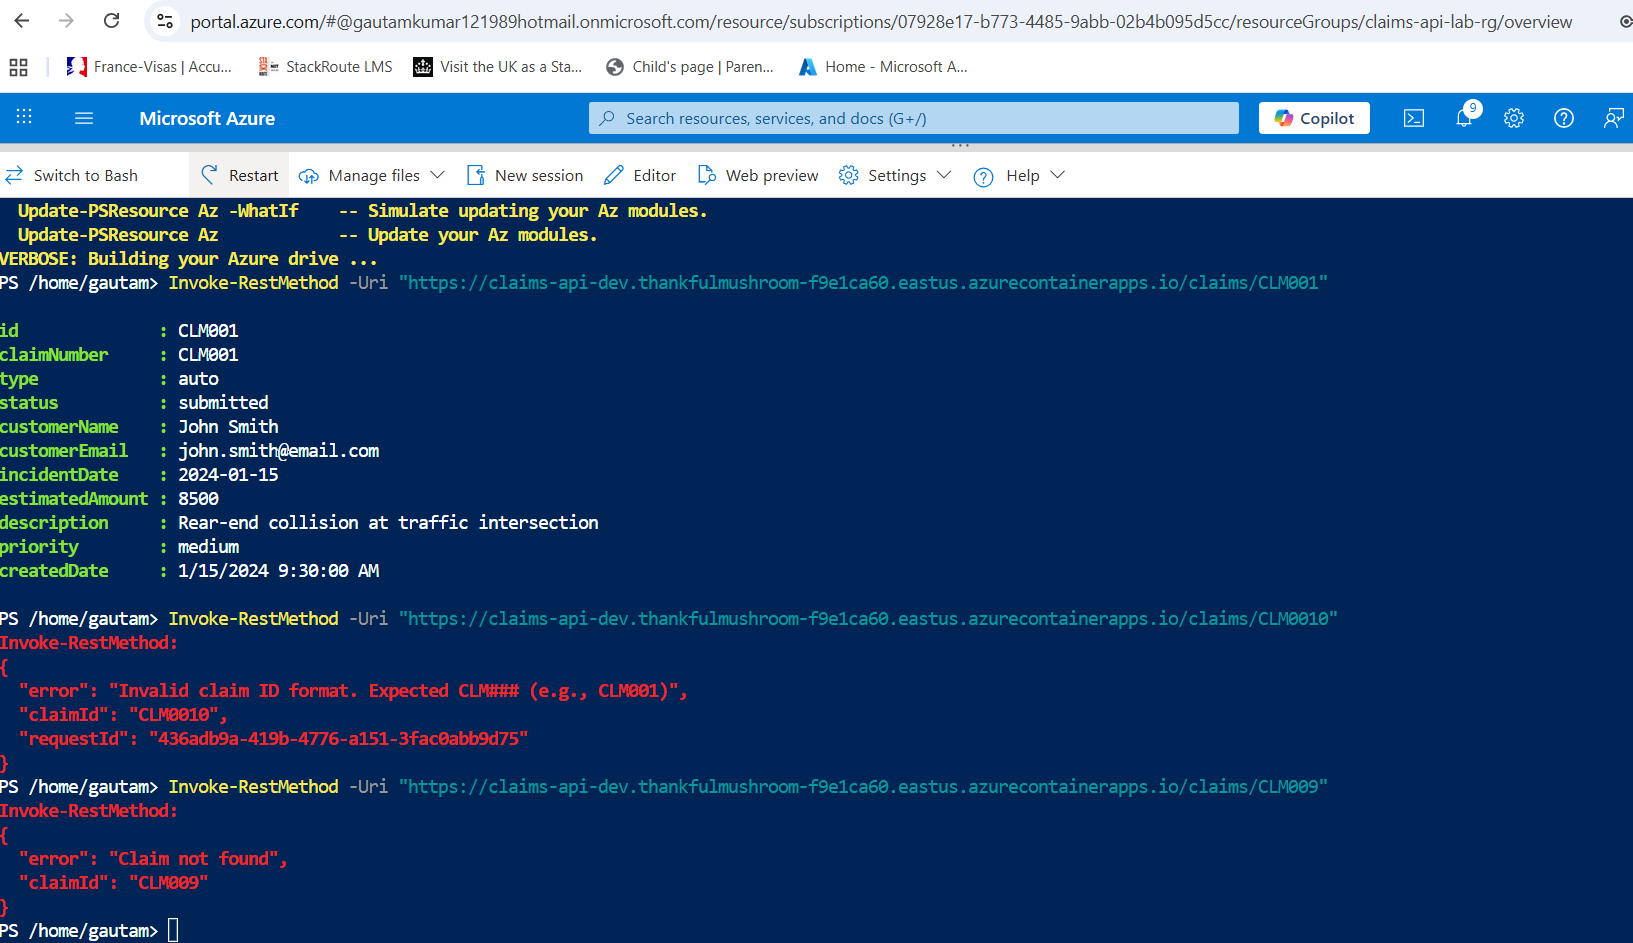 portal.azure.com/#@gautamkumar121989hotmail.onmicrosoft.com/resource/subscriptions/07928e17-b773-4485-9abb-02b4b095d5cc/resourceGroups/claims-api-lab-rg/overview
France-Visas | Accu... StackRoute LMS Visit the UK as a Sta... Child's page | Paren... Home - Microsoft A...
Microsoft Azure Search resources, services, and docs (G+/) Copilot 9
Switch to Bash Restart Manage files New session Editor Web preview Settings Help
Update-PSResource Az -WhatIf -- Simulate updating your Az modules.
Update-PSResource Az -- Update your Az modules.
VERBOSE: Building your Azure drive ...
PS /home/gautam> Invoke-RestMethod -Uri "https://claims-api-dev.thankfulmushroom-f9e1ca60.eastus.azurecontainerapps.io/claims/CLM001"
id : CLM001
claimNumber : CLM001
type : auto
status : submitted
customerName : John Smith
customerEmail : john.smith@email.com
incidentDate : 2024-01-15
estimatedAmount : 8500
description : Rear-end collision at traffic intersection
priority : medium
createdDate : 1/15/2024 9:30:00 AM
PS /home/gautam> Invoke-RestMethod -Uri "https://claims-api-dev.thankfulmushroom-f9e1ca60.eastus.azurecontainerapps.io/claims/CLM0010"
Invoke-RestMethod:
{
"error": "Invalid claim ID format. Expected CLM### (e.g., CLM001)",
"claimId": "CLM0010",
"requestId": "436adb9a-419b-4776-a151-3fac0abb9d75"
}
PS /home/gautam> Invoke-RestMethod -Uri "https://claims-api-dev.thankfulmushroom-f9e1ca60.eastus.azurecontainerapps.io/claims/CLM009"
Invoke-RestMethod:
{
"error": "Claim not found",
"claimId": "CLM009"
}
PS /home/gautam>